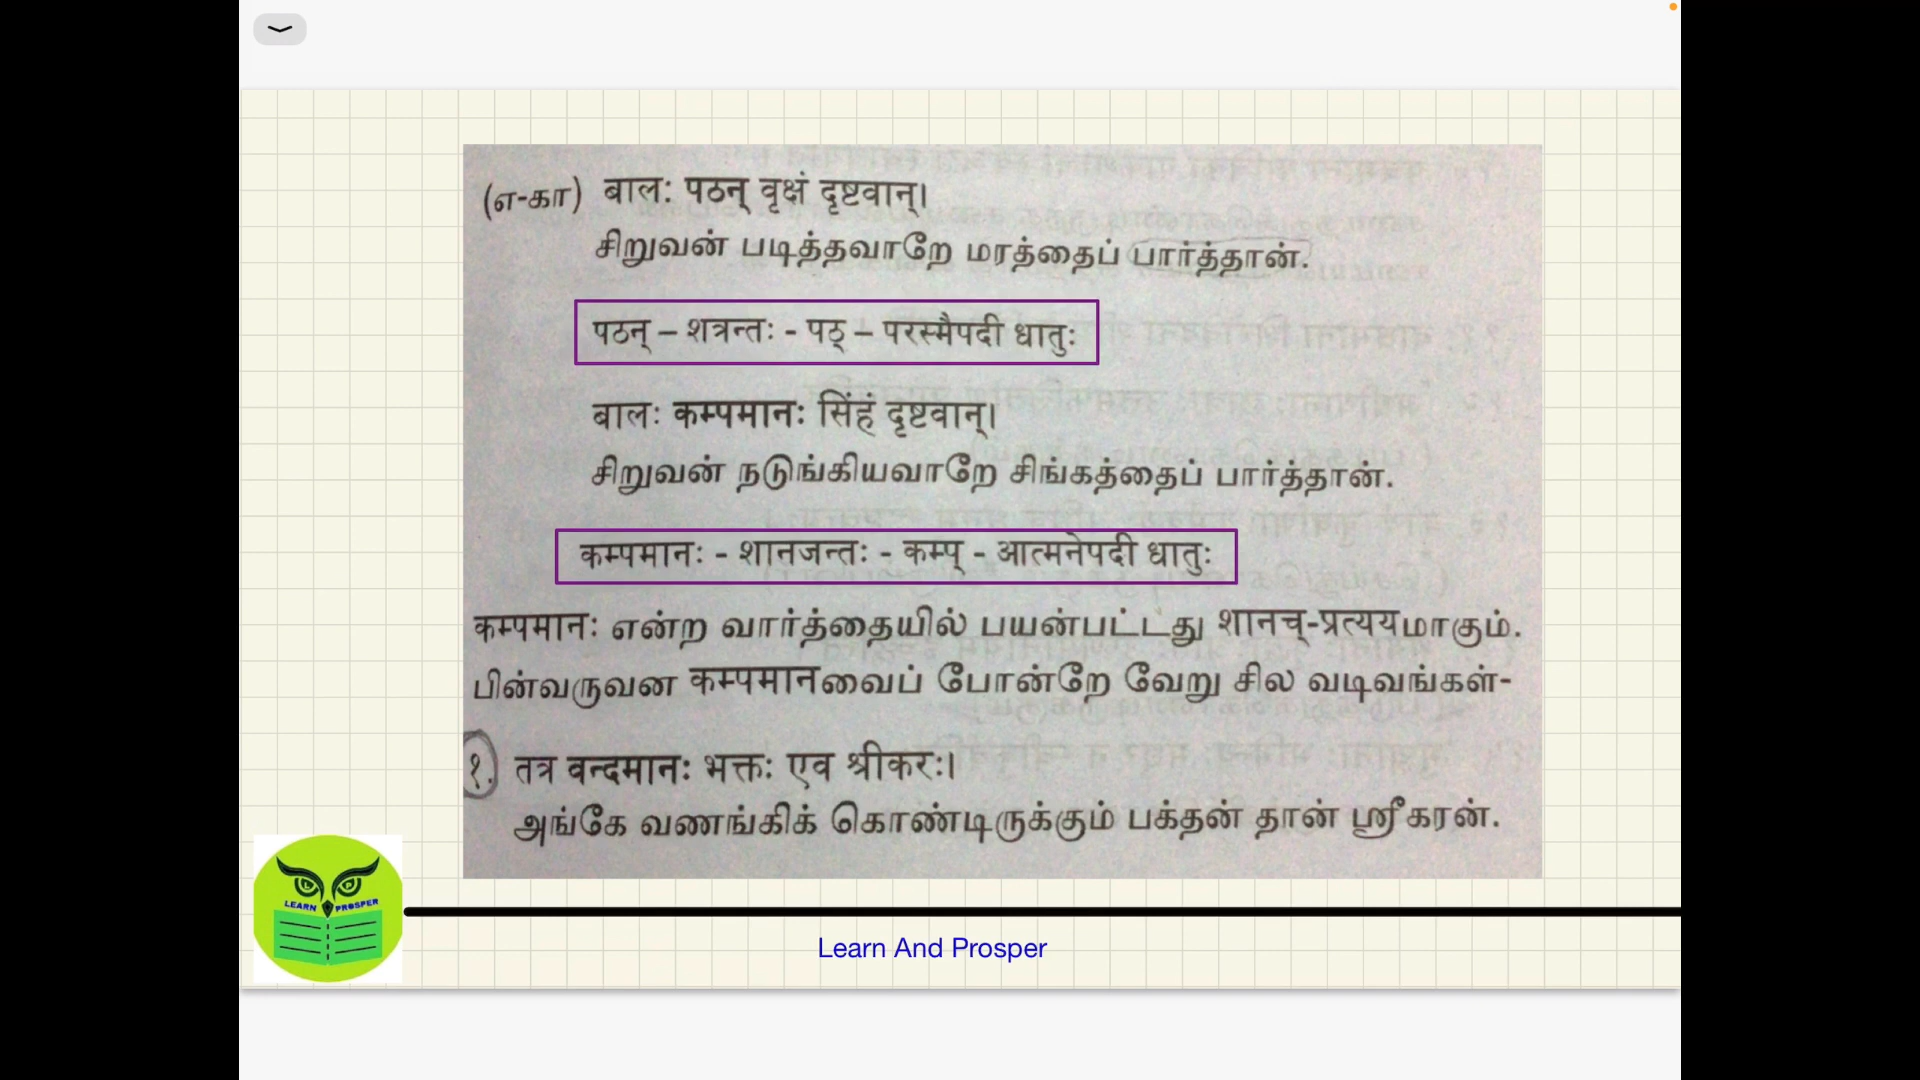 (எ-கா) बालः पठन् वृक्षं दृष्टवान्।
சிறுவன் படித்தவாறே மரத்தைப் பார்த்தான்.
पठन् – शत्रन्तः - पठ् – परस्मैपदी धातुः
बालः कम्पमानः सिंहं दृष्टवान्।
சிறுவன் நடுங்கியவாறே சிங்கத்தைப் பார்த்தான்.
कम्पमानः - शानजन्तः - कम्प् - आत्मनेपदी धातुः
कम्पमानः என்ற வார்த்தையில் பயன்பட்டது शानच्-प्रत्ययமாகும்.
பின்வருவன कम्पमानவைப் போன்றே வேறு சில வடிவங்கள்-
१. तत्र वन्दमानः भक्तः एव श्रीकरः।
அங்கே வணங்கிக் கொண்டிருக்கும் பக்தன் தான் ஸ்ரீகரன்.
LEARN PROSPER
Learn And Prosper